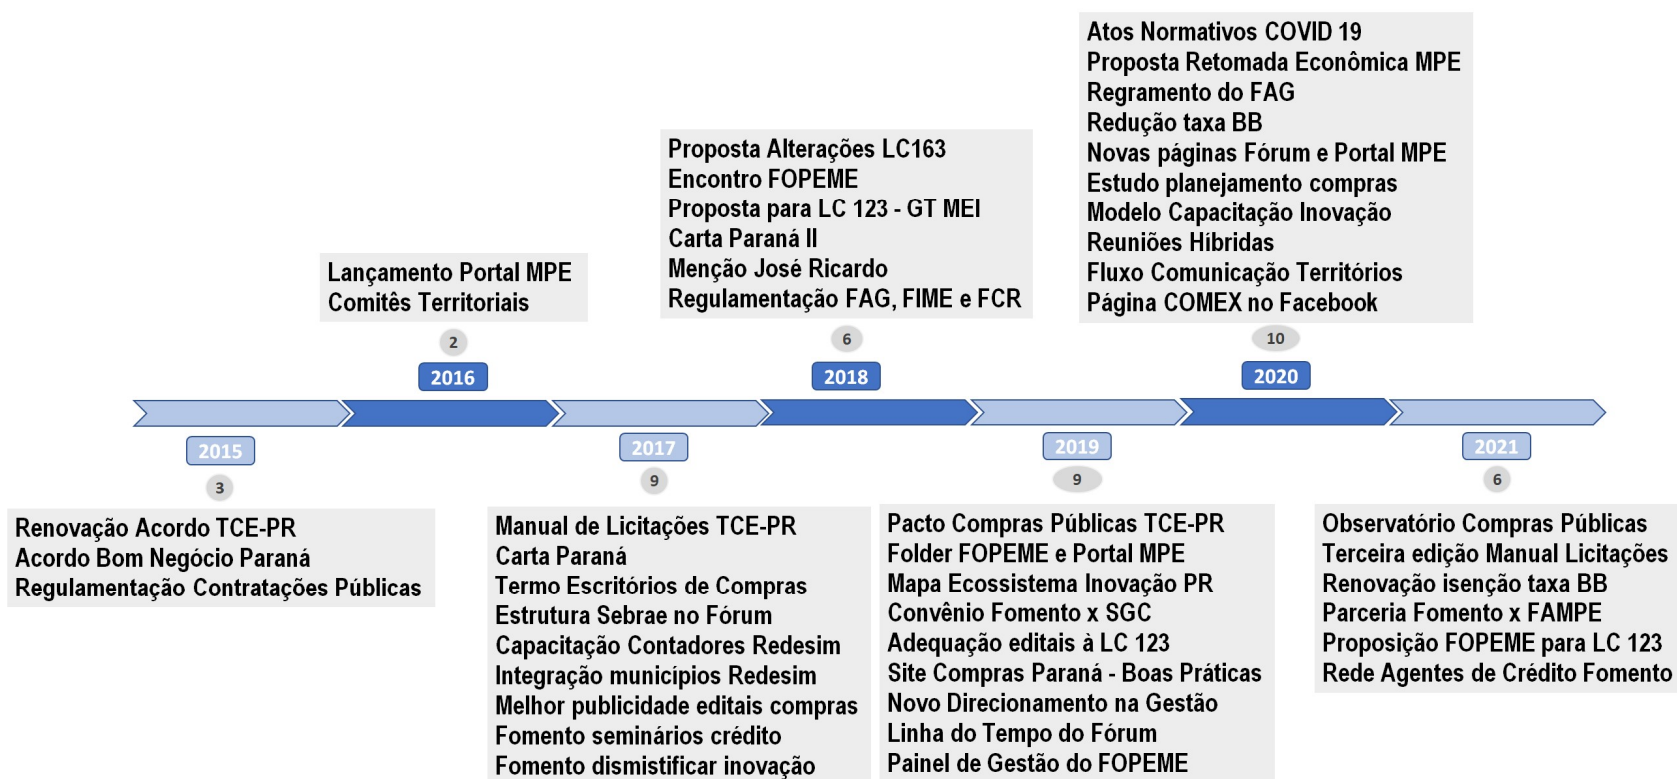 Atos Normativos COVID 19
Proposta Retomada Econômica MPE
Regramento do FAG
Redução taxa BB
Novas páginas Fórum e Portal MPE
Estudo planejamento compras
Modelo Capacitação Inovação
Reuniões Híbridas
Fluxo Comunicação Territórios
Página COMEX no Facebook
10
2020
Proposta Alterações LC163
Encontro FOPEME
Proposta para LC 123 - GT MEI
Carta Paraná II
Menção José Ricardo
Regulamentação FAG, FIME e FCR
6
2018
Lançamento Portal MPE
Comitês Territoriais
2
2016
2015
3
Renovação Acordo TCE-PR
Acordo Bom Negócio Paraná
Regulamentação Contratações Públicas
2017
9
Manual de Licitações TCE-PR
Carta Paraná
Termo Escritórios de Compras
Estrutura Sebrae no Fórum
Capacitação Contadores Redesim
Integração municípios Redesim
Melhor publicidade editais compras
Fomento seminários crédito
Fomento dismistificar inovação
2019
9
Pacto Compras Públicas TCE-PR
Folder FOPEME e Portal MPE
Mapa Ecossistema Inovação PR
Convênio Fomento x SGC
Adequação editais à LC 123
Site Compras Paraná - Boas Práticas
Novo Direcionamento na Gestão
Linha do Tempo do Fórum
Painel de Gestão do FOPEME
2021
6
Observatório Compras Públicas
Terceira edição Manual Licitações
Renovação isenção taxa BB
Parceria Fomento x FAMPE
Proposição FOPEME para LC 123
Rede Agentes de Crédito Fomento